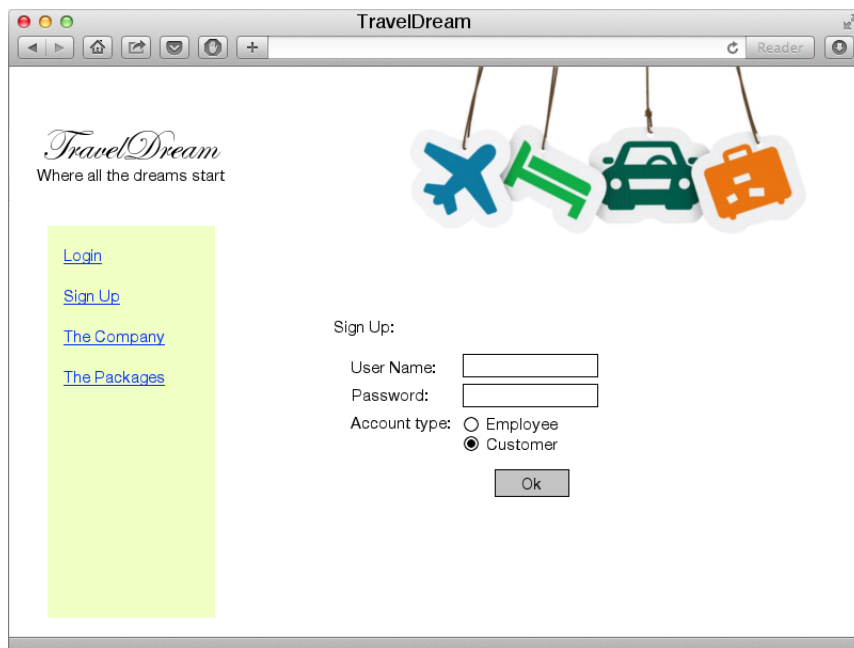 TravelDream
Reader
TravelDream
Where all the dreams start
Login
Sign Up
The Company
The Packages
Sign Up:
User Name:
Password:
Account type:
Employee
Customer
Ok